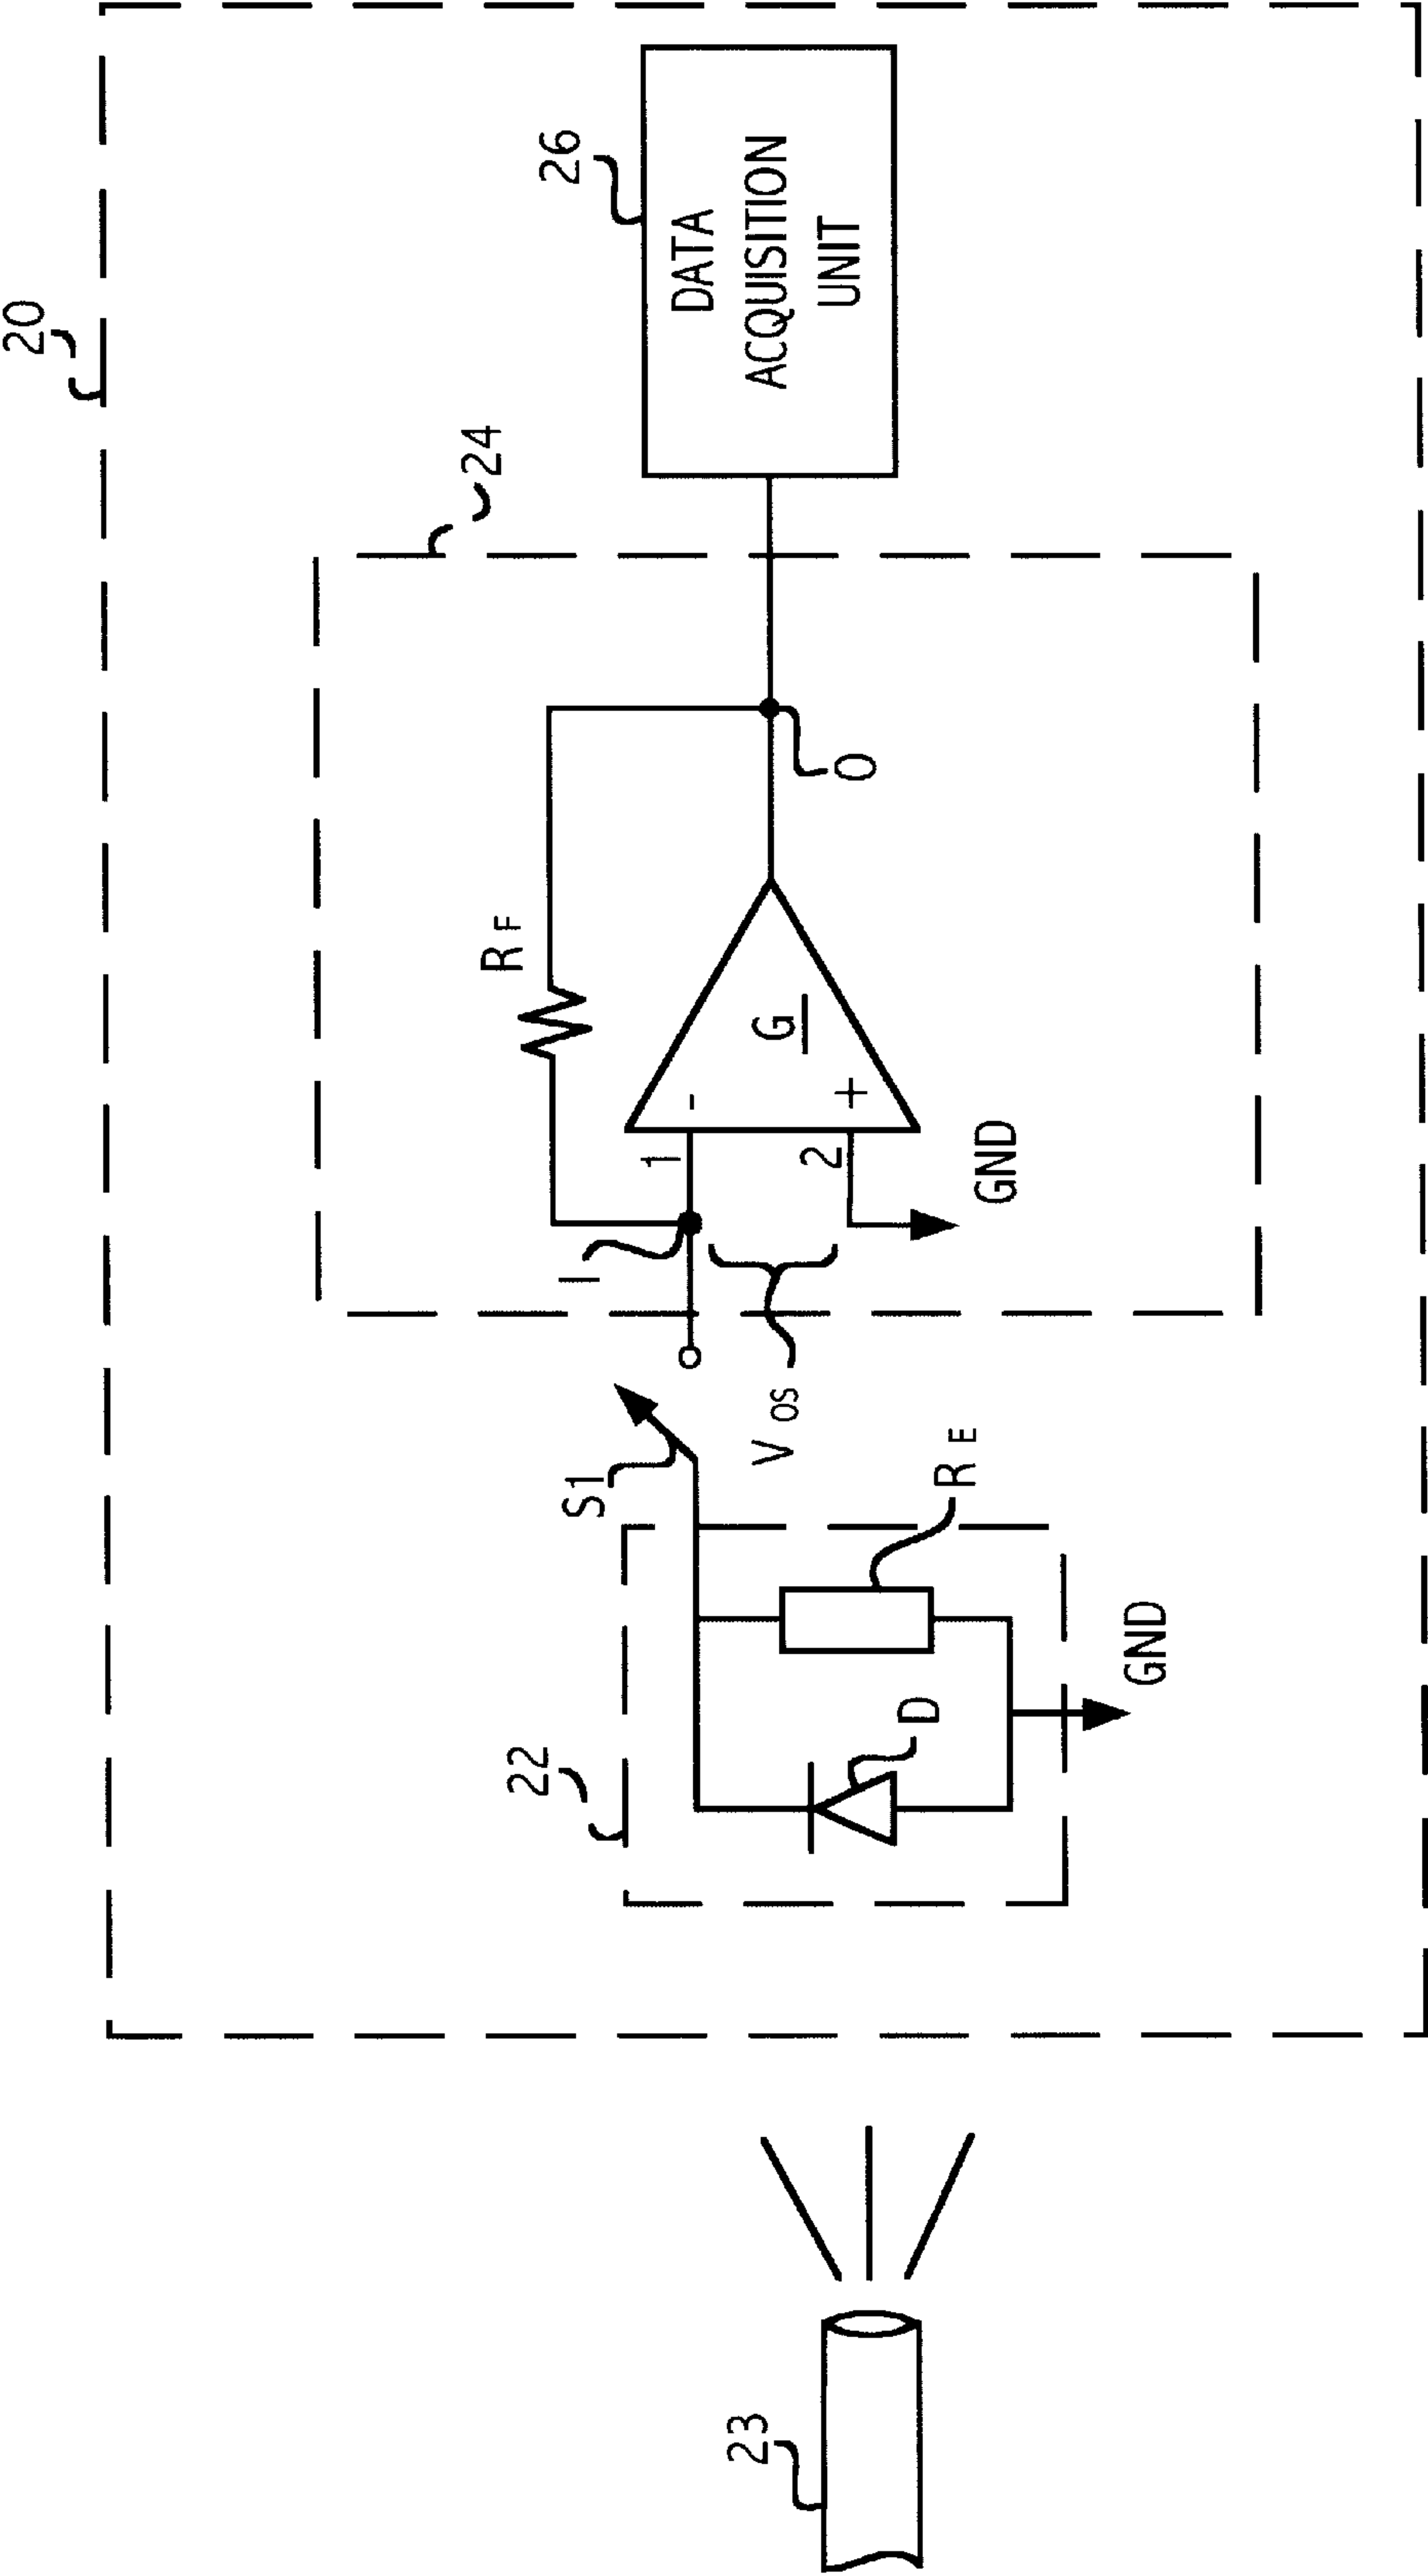 20
24
26
R F
DATA
ACQUISITION
UNIT
I
1
-
G
2
+
O
GND
S1
V OS
R E
22
D
GND
23